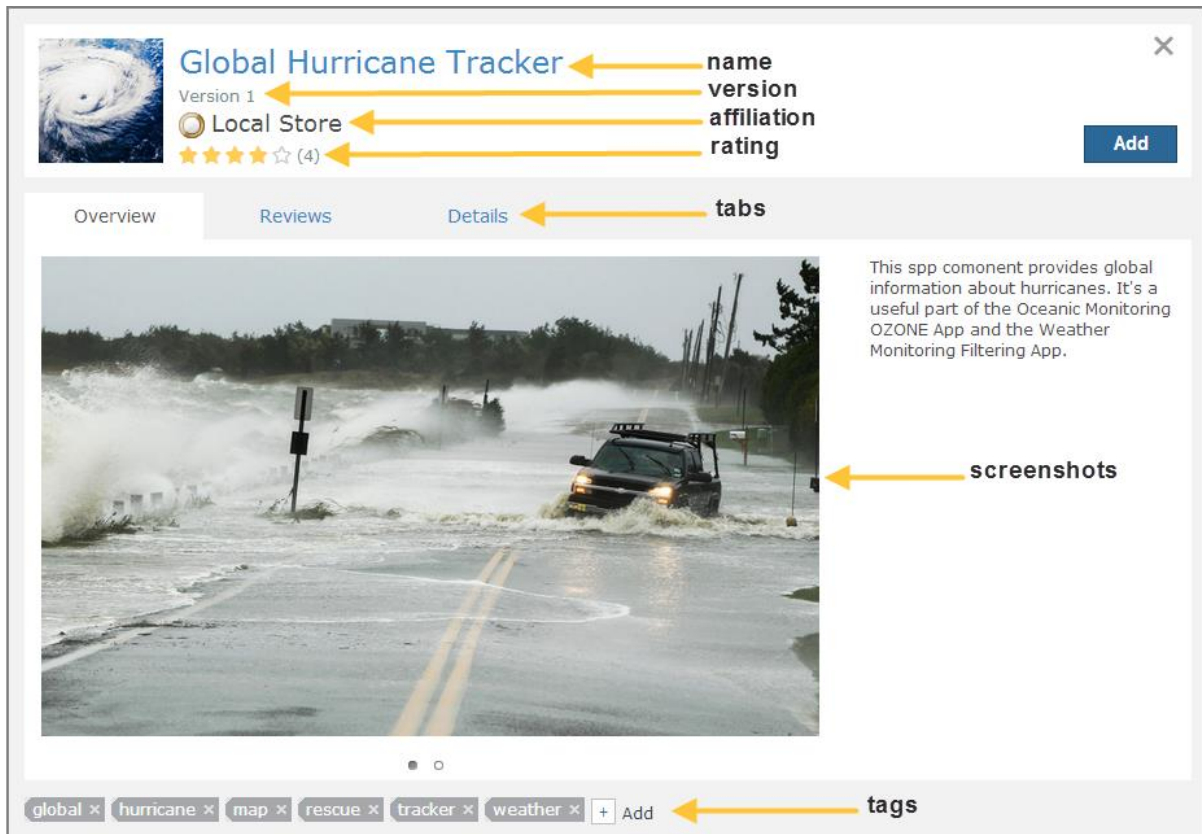 Global Hurricane Tracker
name
Version 1
version
Local Store
affiliation
(4)
rating
Add
Overview
Reviews
Details
tabs
This spp comonent provides global
information about hurricanes. It's a
useful part of the Oceanic Monitoring
OZONE App and the Weather
Monitoring Filtering App.
screenshots
global × hurricane × map × rescue × tracker × weather × + Add
tags